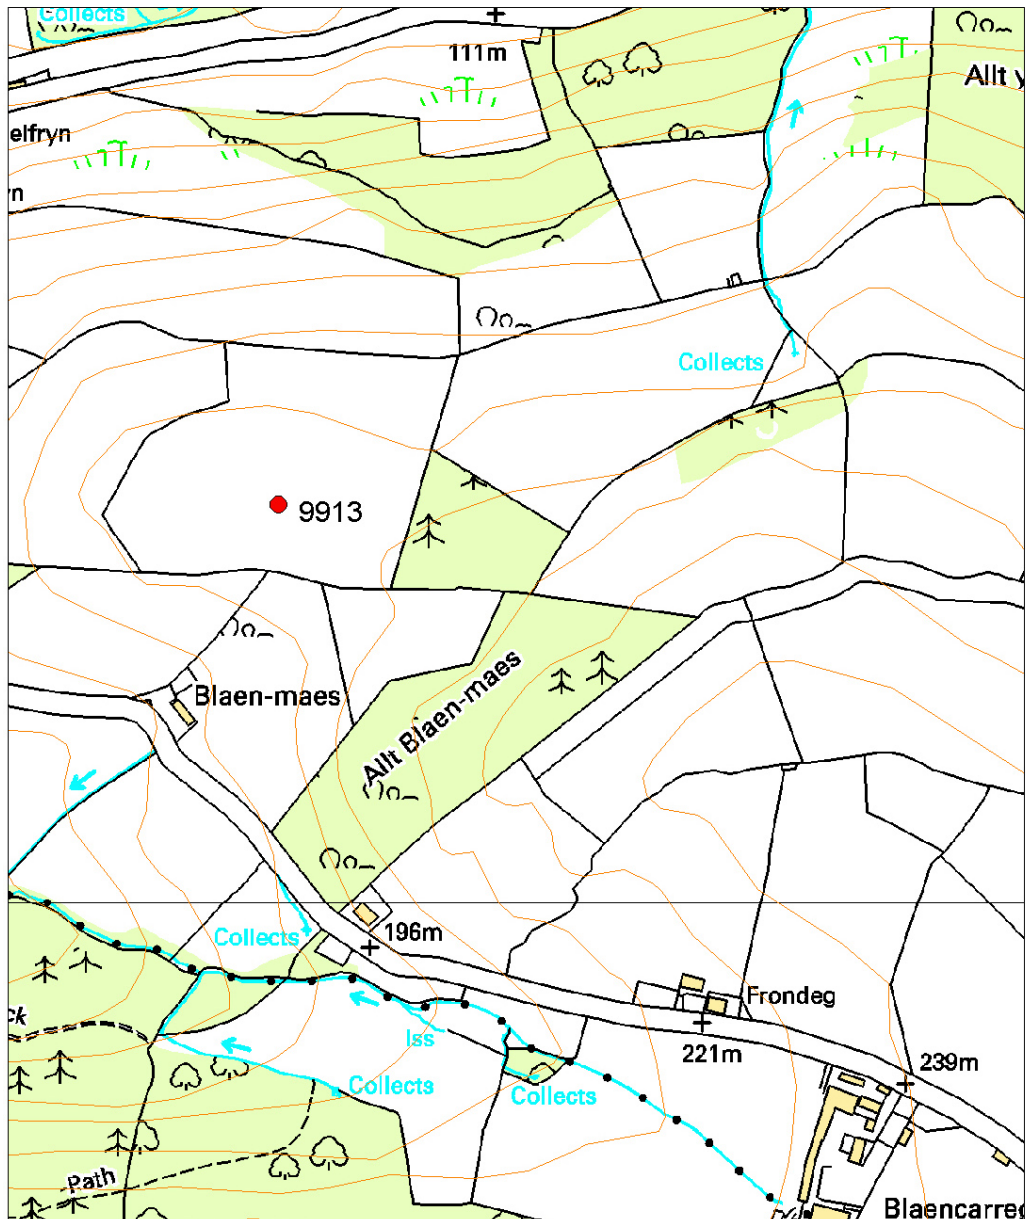 Collects
111m
Allt y
elfryn
yn
Collects
9913
Blaen-maes
Allt Blaen-maes
196m
Collects
Frondeg
ck
Iss
221m
239m
Collects
Collects
Path
Blaencarreg